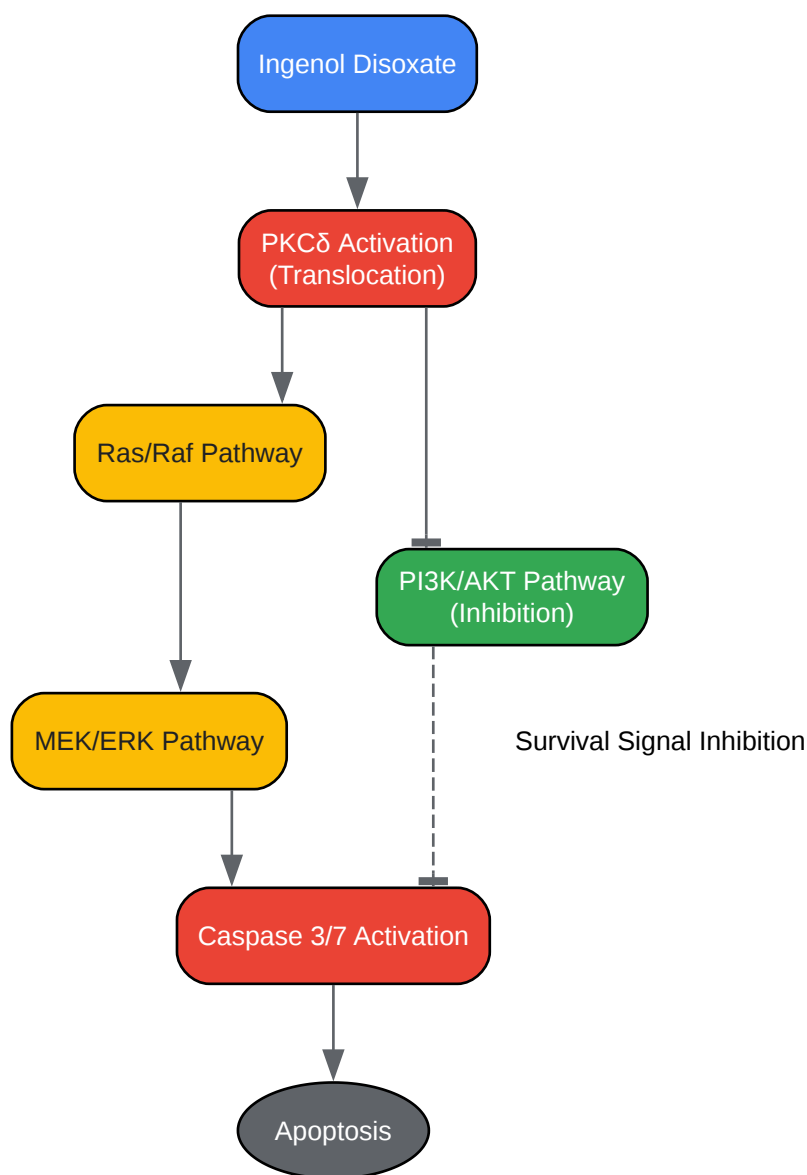 Ingenol Disoxate
PKCδ Activation
(Translocation)
Ras/Raf Pathway
PI3K/AKT Pathway
(Inhibition)
MEK/ERK Pathway
Survival Signal Inhibition
Caspase 3/7 Activation
Apoptosis